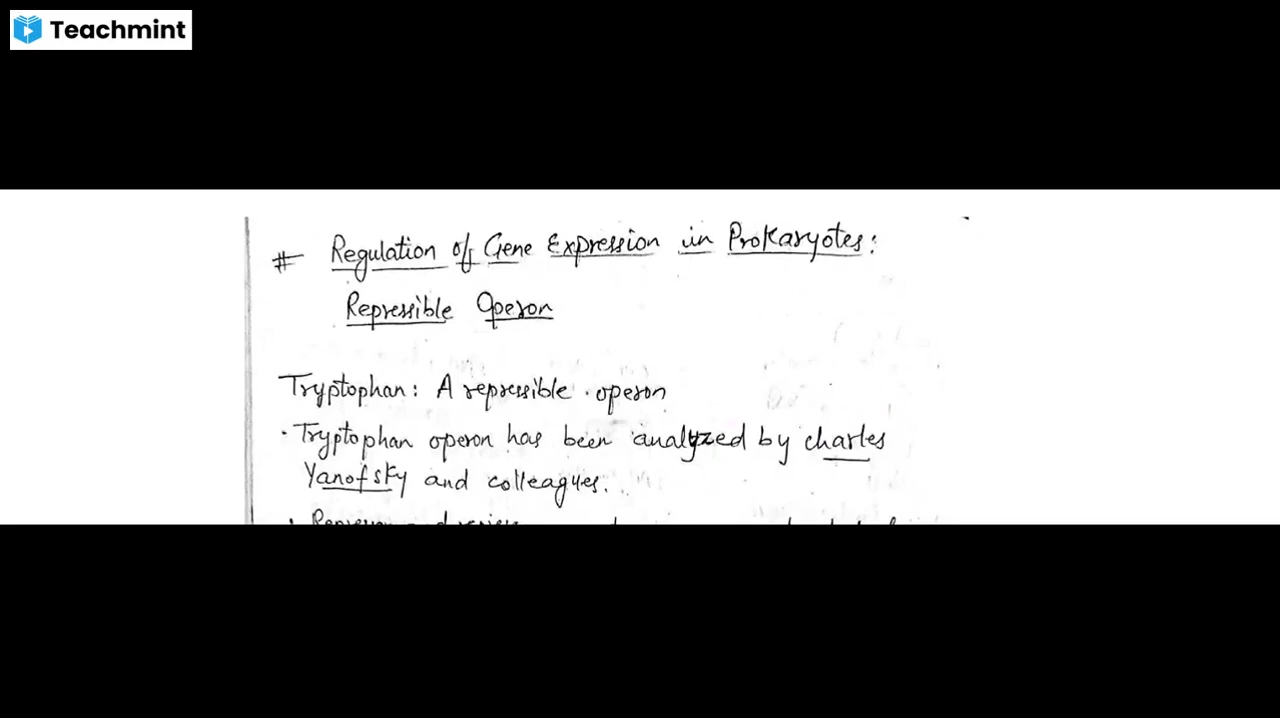 Teachmint
# Regulation of Gene Expression in Prokaryotes:
Repressible Operon
Tryptophan: A repressible operon
· Tryptophan operon has been analyzed by charles
Yanofsky and colleagues.